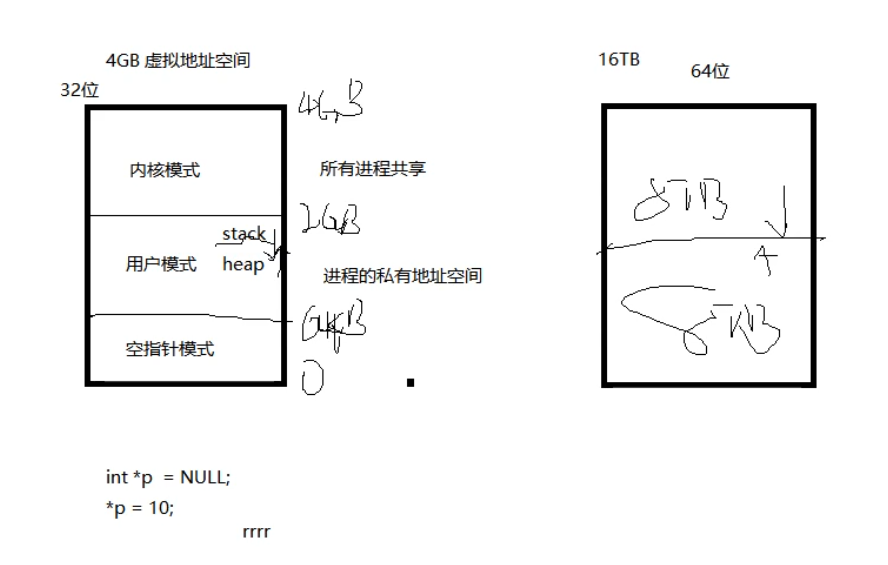 4GB 虚拟地址空间
32位
4G,B
内核模式
所有进程共享
2GB
stack
用户模式
heap
进程的私有地址空间
64KB
空指针模式
0
int *p = NULL;
*p = 10;
rrrr
16TB
64位
8TB
8TB